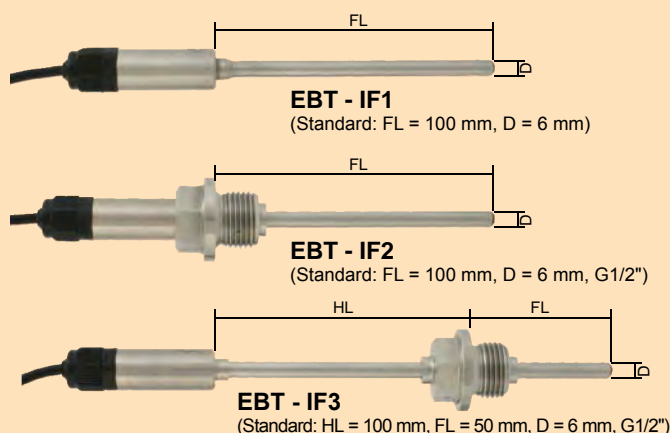 FL
D
EBT - IF1
(Standard: FL = 100 mm, D = 6 mm)
FL
D
EBT - IF2
(Standard: FL = 100 mm, D = 6 mm, G1/2")
HL FL
D
EBT - IF3
(Standard: HL = 100 mm, FL = 50 mm, D = 6 mm, G1/2")